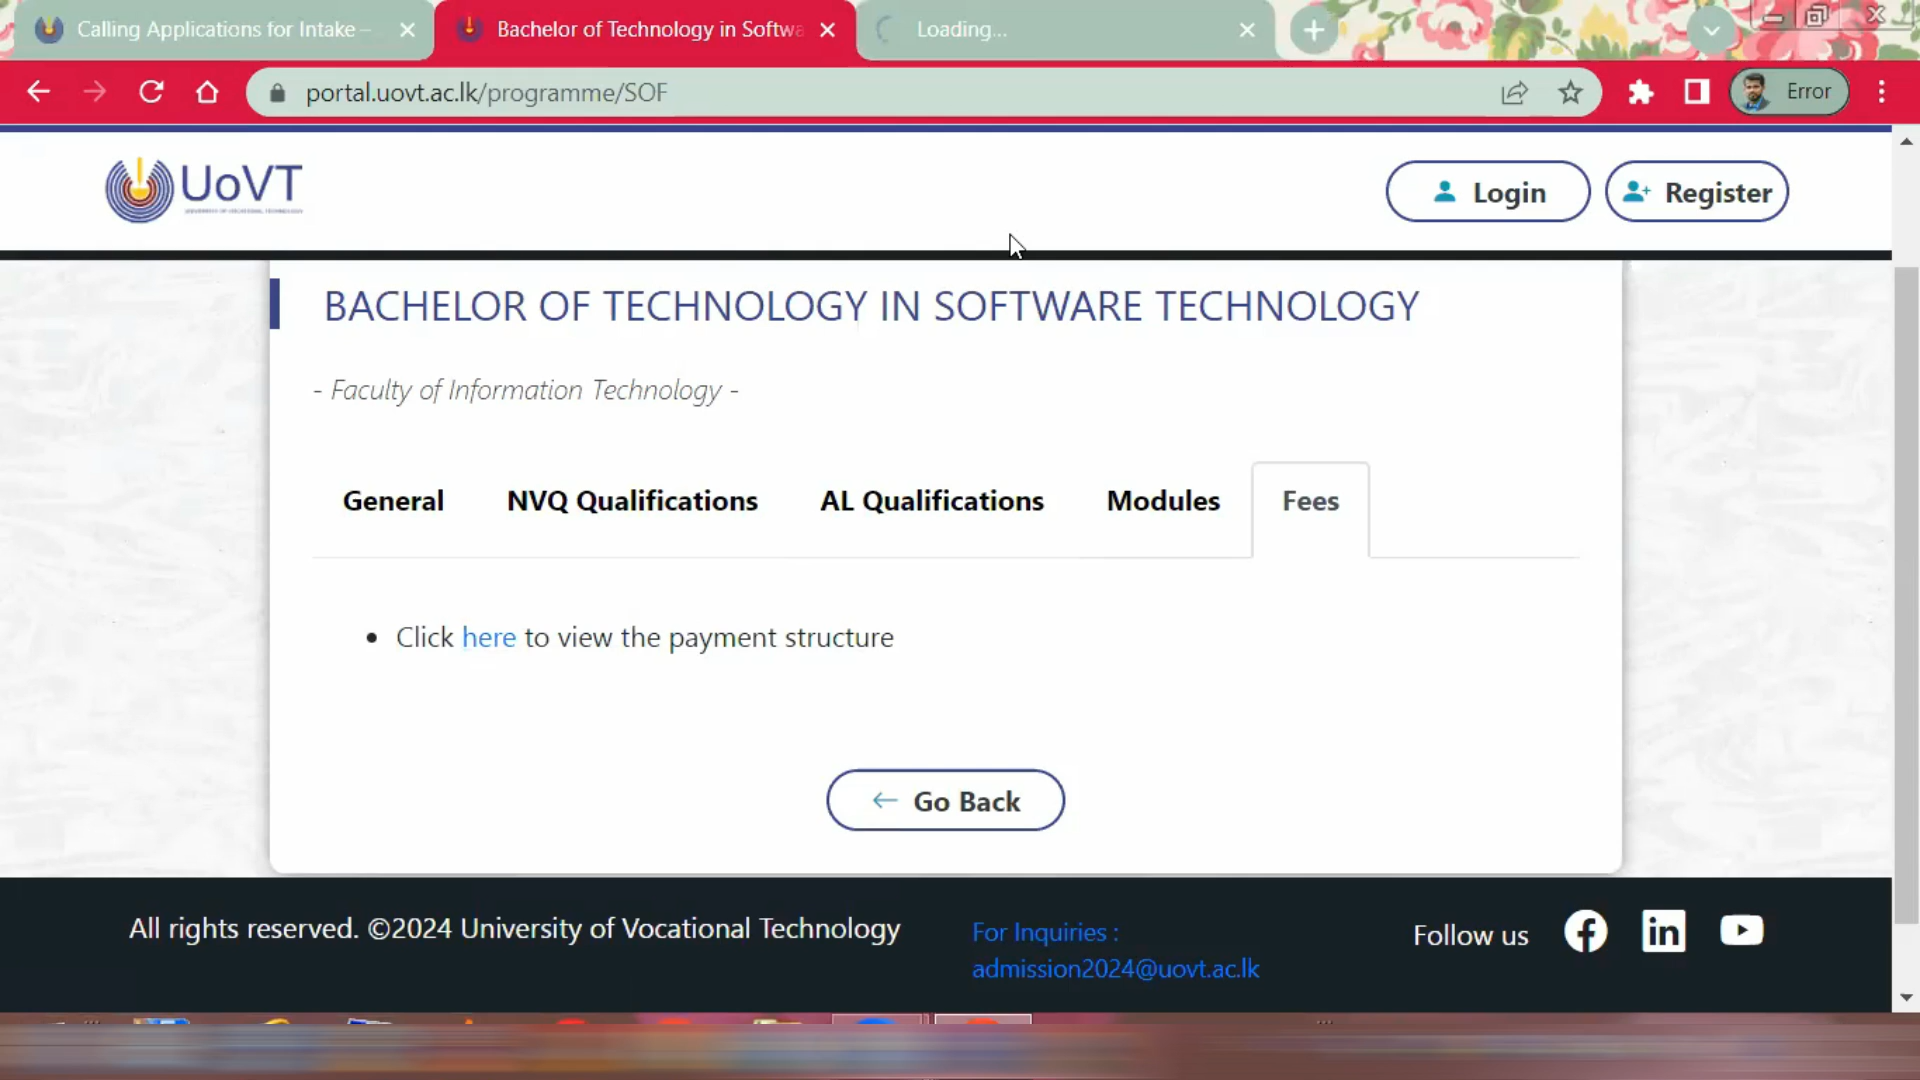 Calling Applications for Intake –
Bachelor of Technology in Softwa
Loading...
portal.uovt.ac.lk/programme/SOF
Error
UoVT
Login
Register
BACHELOR OF TECHNOLOGY IN SOFTWARE TECHNOLOGY
- Faculty of Information Technology -
General
NVQ Qualifications
AL Qualifications
Modules
Fees
• Click here to view the payment structure
← Go Back
All rights reserved. ©2024 University of Vocational Technology
For Inquiries :
admission2024@uovt.ac.lk
Follow us